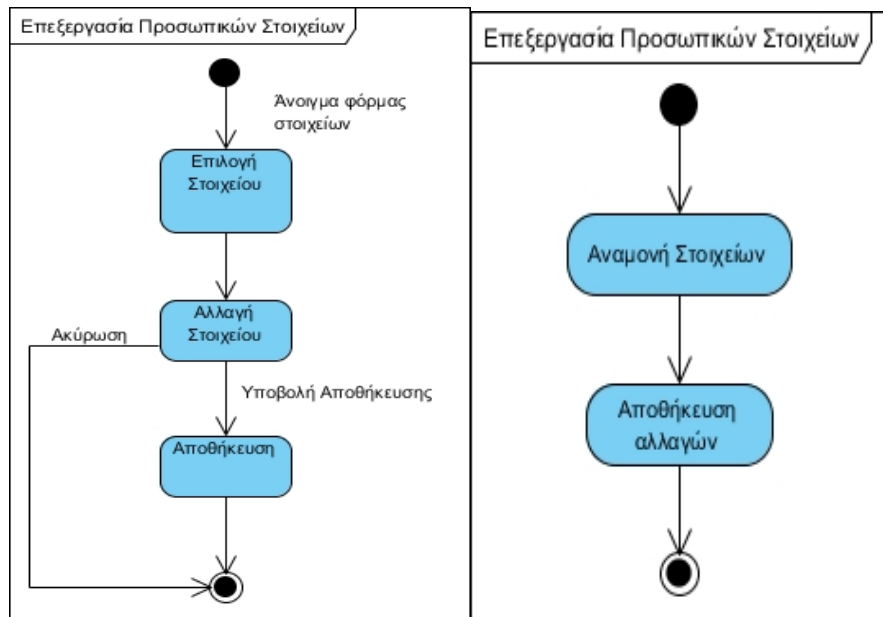 Επεξεργασία Προσωπικών Στοιχείων
Άνοιγμα φόρμας
στοιχείων
Επιλογή
Στοιχείου
Αλλαγή
Στοιχείου
Ακύρωση
Υποβολή Αποθήκευσης
Αποθήκευση
Επεξεργασία Προσωπικών Στοιχείων
Αναμονή Στοιχείων
Αποθήκευση
αλλαγών